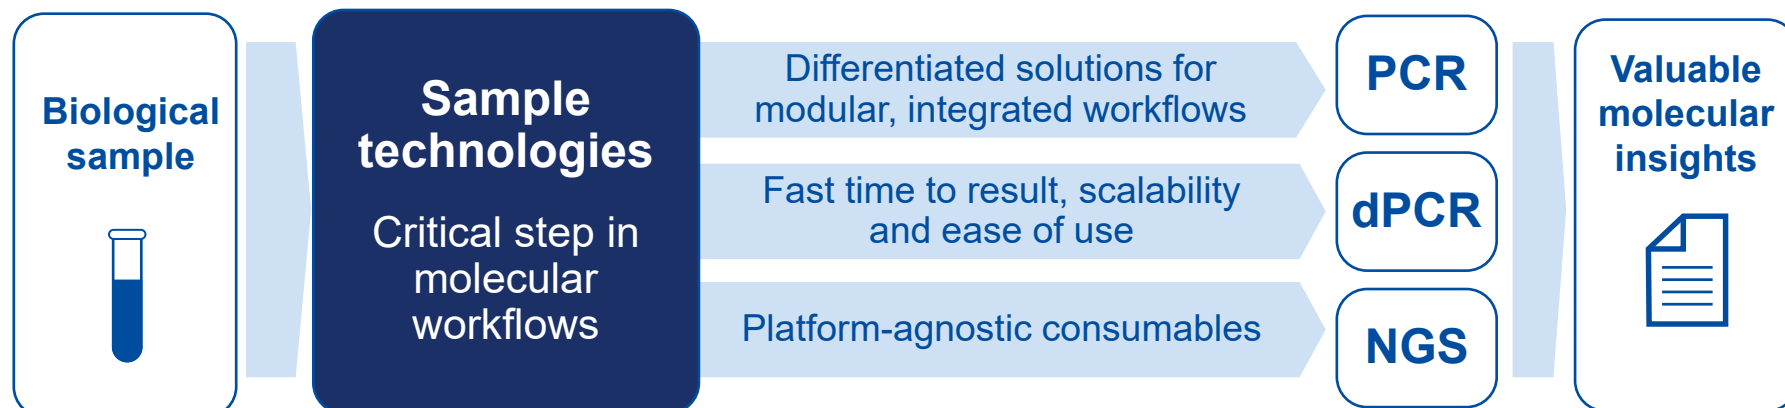 Biological
sample
Sample
technologies
Critical step in
molecular
workflows
Differentiated solutions for
modular, integrated workflows
Fast time to result, scalability
and ease of use
Platform-agnostic consumables
PCR
dPCR
NGS
Valuable
molecular
insights